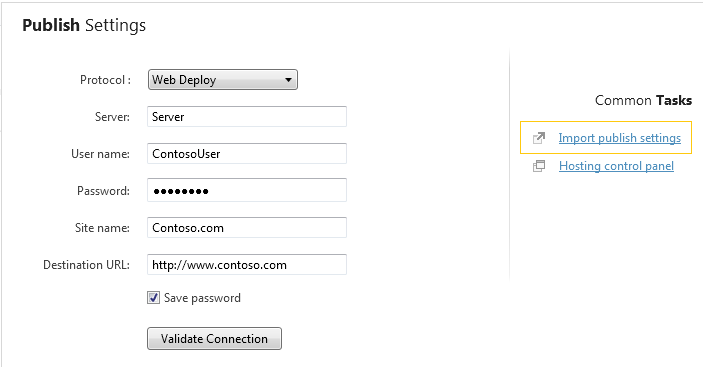 Publish Settings
Protocol : Web Deploy
Server: Server
User name: ContosoUser
Password: ●●●●●●●●
Site name: Contoso.com
Destination URL: http://www.contoso.com
Save password
Validate Connection
Common Tasks
Import publish settings
Hosting control panel